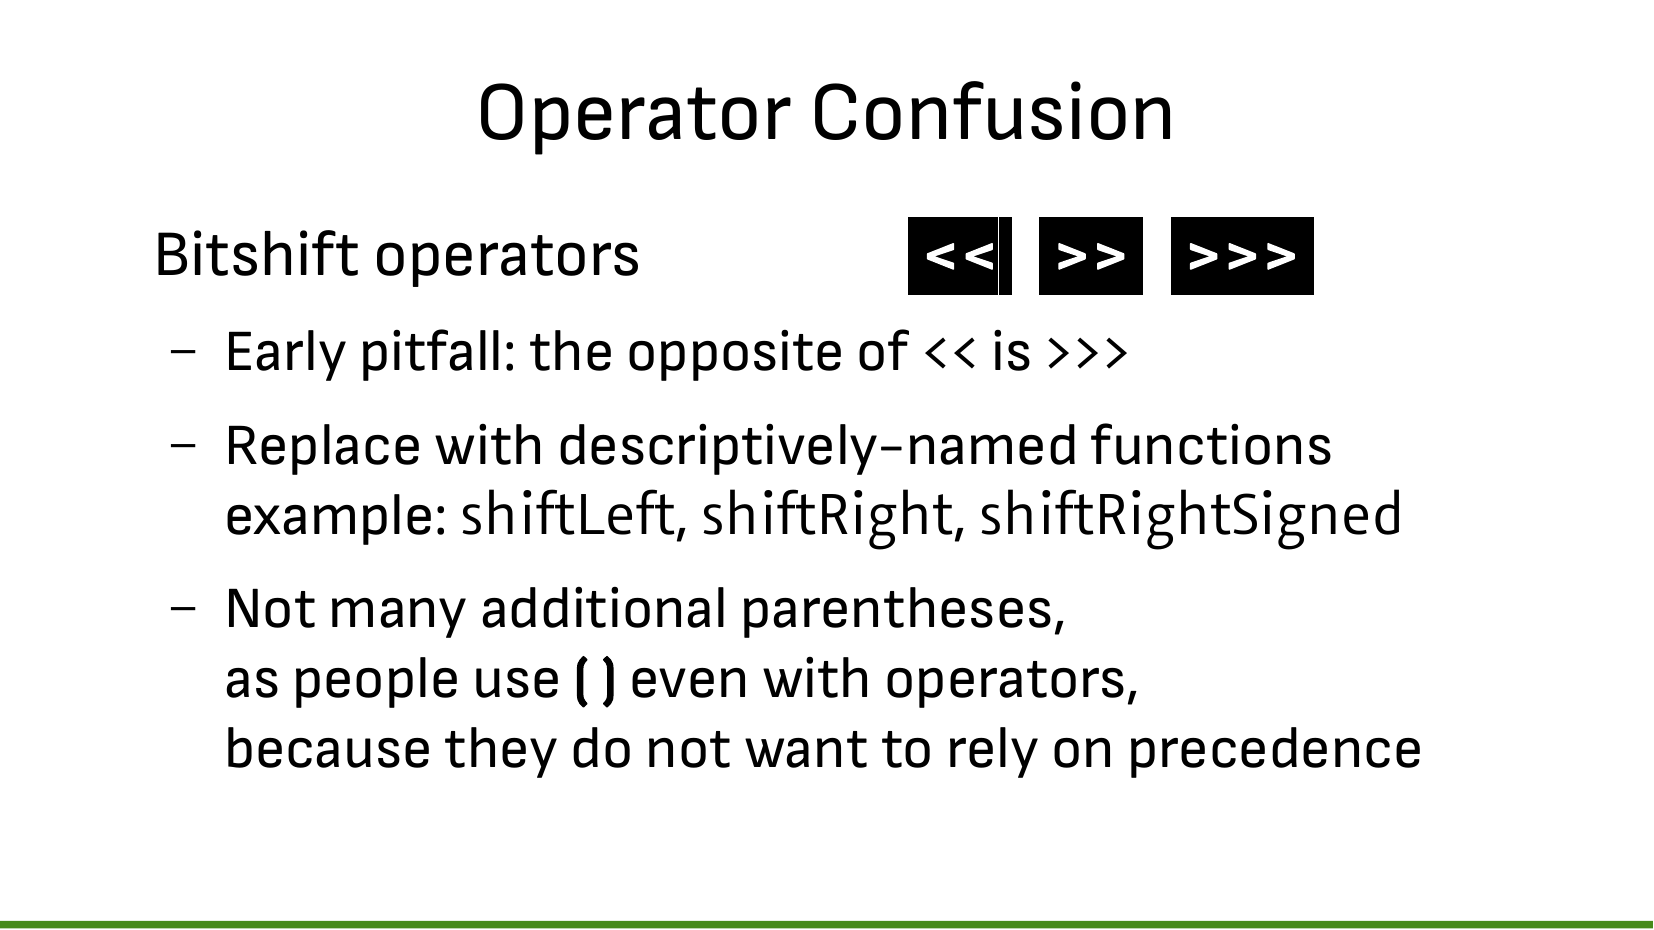 Operator Confusion
Bitshift operators << >> >>>
– Early pitfall: the opposite of << is >>>
– Replace with descriptively-named functions
example: shiftLeft, shiftRight, shiftRightSigned
– Not many additional parentheses,
as people use ( ) even with operators,
because they do not want to rely on precedence